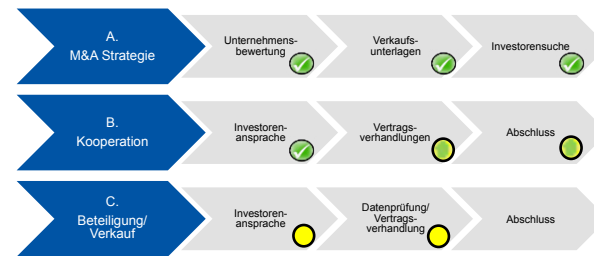 A.
M&A Strategie
Unternehmens-
bewertung
Verkaufs-
unterlagen
Investorensuche
B.
Kooperation
Investoren-
ansprache
Vertrags-
verhandlungen
Abschluss
C.
Beteiligung/
Verkauf
Investoren-
ansprache
Datenprüfung/
Vertrags-
verhandlung
Abschluss